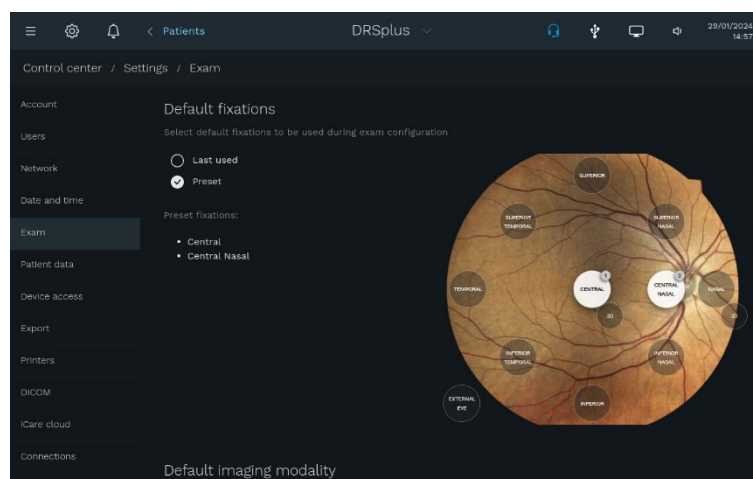 Patients
DRSplus
29/01/2024
14:57
Control center / Settings / Exam
Account
Users
Network
Date and time
Exam
Patient data
Device access
Export
Printers
DICOM
iCare cloud
Connections
Default fixations
Select default fixations to be used during exam configuration
Last used
Preset
Preset fixations:
• Central
• Central Nasal
SUPERIOR
SUPERIOR
TEMPORAL
SUPERIOR
NASAL
TEMPORAL
CENTRAL
1
3D
CENTRAL
NASAL
2
NASAL
3D
INFERIOR
TEMPORAL
INFERIOR
NASAL
EXTERNAL
EYE
INFERIOR
Default imaging modality